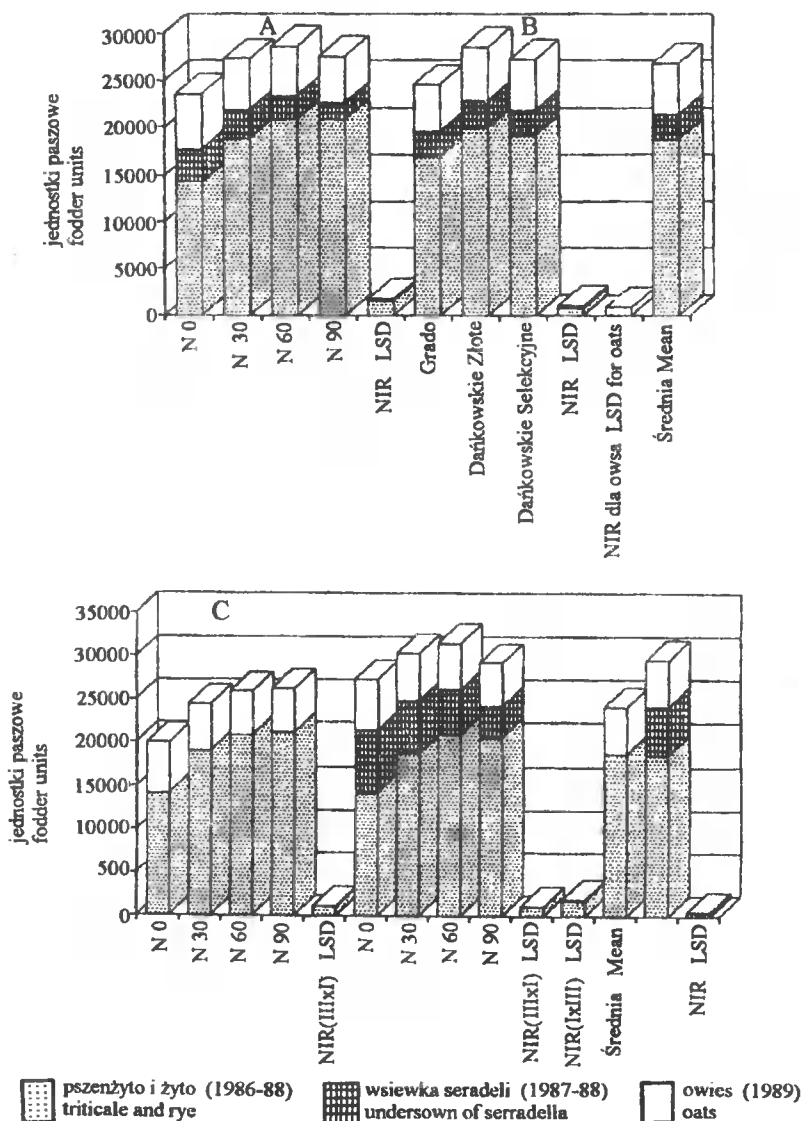 jednostki paszowe
fodder units
30000
25000
20000
15000
10000
5000
0
A
B
N 0
N 30
N 60
N 90
NIR LSD
Grado
Dańkowskie Złote
Dańkowskie Selekcyjne
NIR LSD
NIR dla owsa LSD for oats
Średnia Mean
jednostki paszowe
fodder units
35000
30000
25000
20000
15000
10000
500
0
C
N 0
N 30
N 60
N 90
NIR(IIIxI) LSD
N 0
N 30
N 60
N 90
NIR(IIIxI) LSD
NIR(IxIII) LSD
Średnia Mean
NIR LSD
pszenżyto i żyto (1986-88)
triticale and rye
wsiewka seradeli (1987-88)
undersown of serradella
owies (1989)
oats